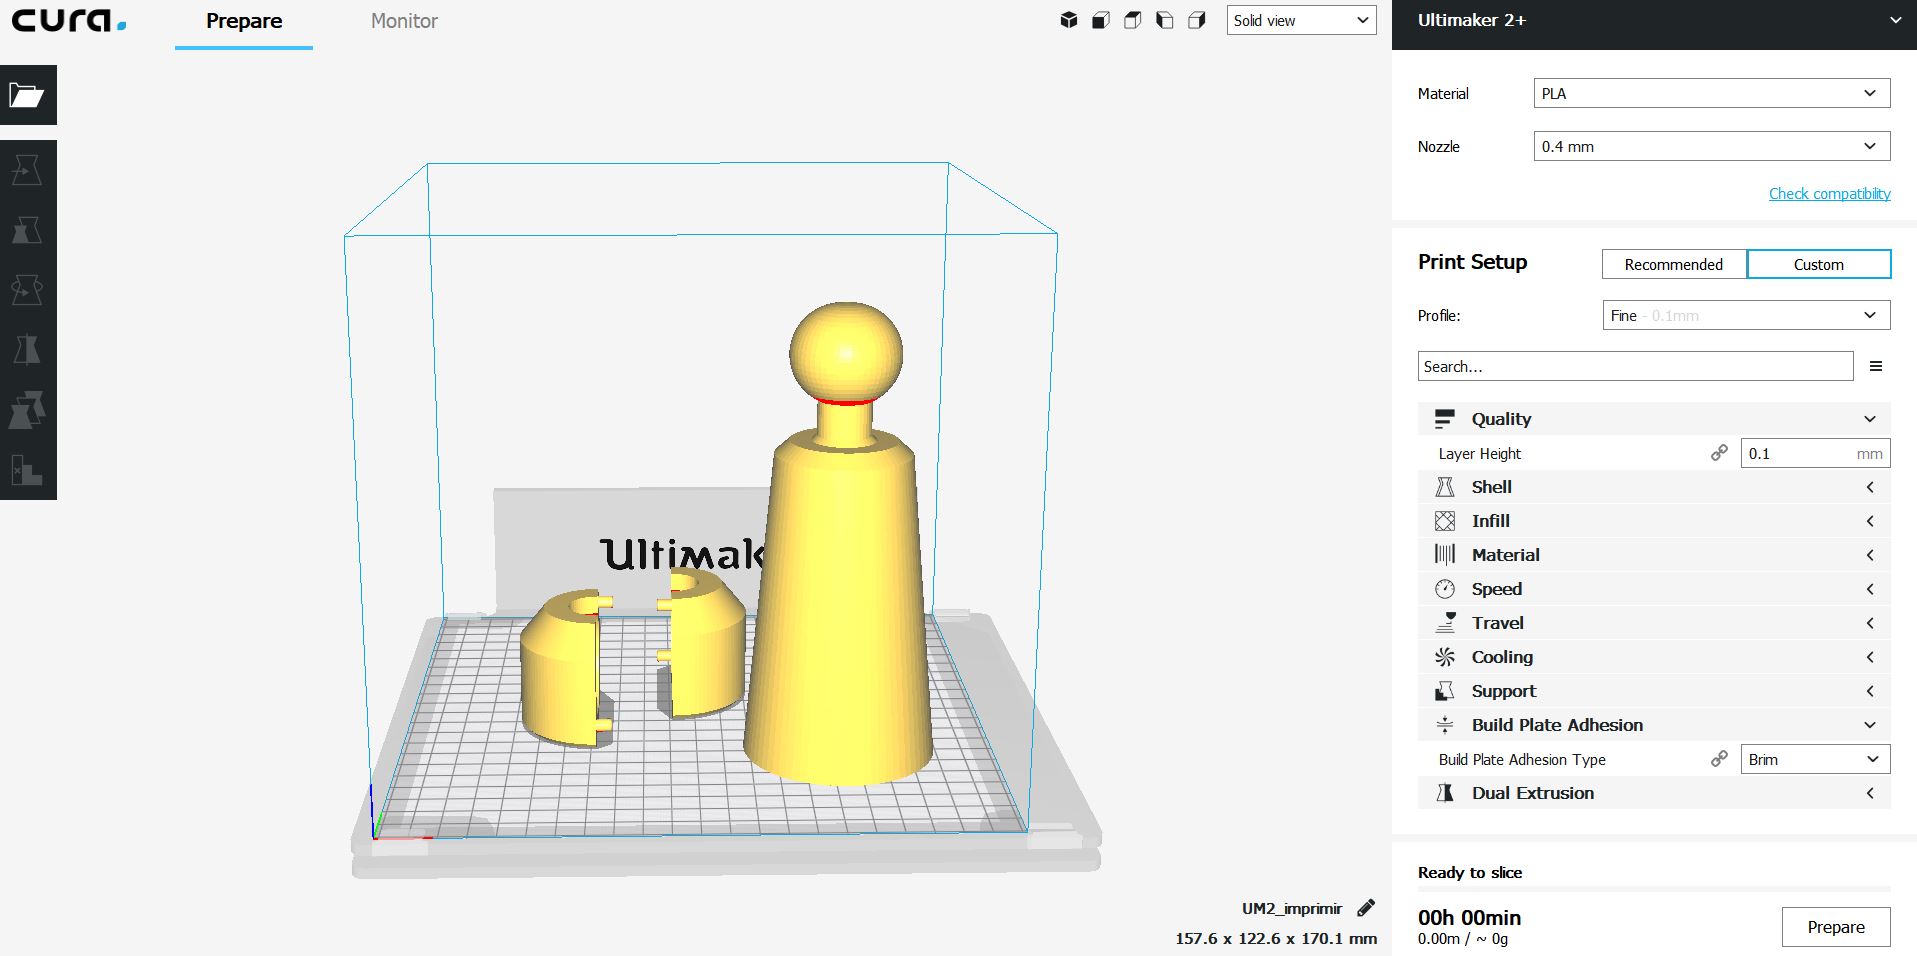 cura.
Prepare
Monitor
Solid view
Ultimaker 2+
Material
PLA
Nozzle
0.4 mm
Check compatibility
Print Setup
Recommended
Custom
Profile:
Fine - 0.1mm
Search...
Quality
Layer Height
0.1 mm
Shell
Infill
Material
Speed
Travel
Cooling
Support
Build Plate Adhesion
Build Plate Adhesion Type
Brim
Dual Extrusion
Ultimak
Ready to slice
00h 00min
0.00m / ~ 0g
Prepare
UM2_imprimir
157.6 x 122.6 x 170.1 mm